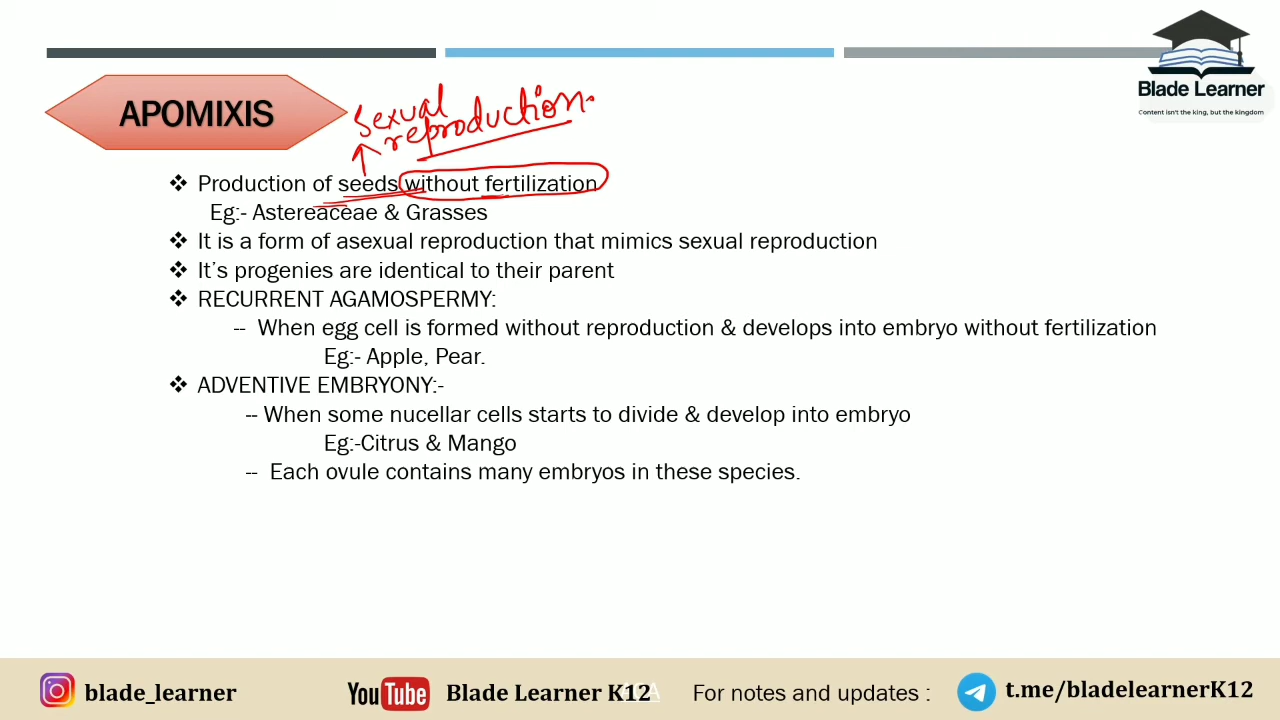 Blade Learner
Content isn't the king, but the kingdom
APOMIXIS
Sexual
reproduction.
❖ Production of seeds without fertilization
Eg:- Astereaceae & Grasses
❖ It is a form of asexual reproduction that mimics sexual reproduction
❖ It's progenies are identical to their parent
❖ RECURRENT AGAMOSPERMY:
-- When egg cell is formed without reproduction & develops into embryo without fertilization
Eg:- Apple, Pear.
❖ ADVENTIVE EMBRYONY:-
-- When some nucellar cells starts to divide & develop into embryo
Eg:-Citrus & Mango
-- Each ovule contains many embryos in these species.
blade_learner YouTube Blade Learner K12 For notes and updates : t.me/bladelearnerK12